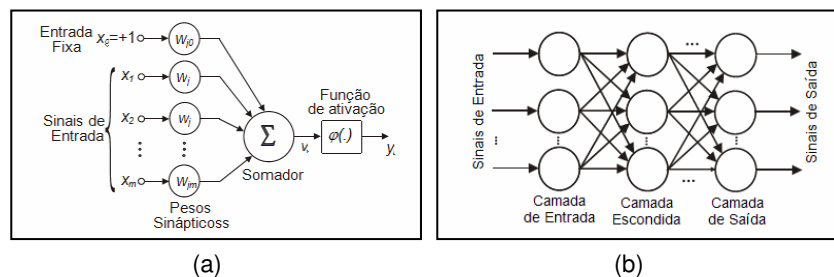 Entrada Fixa
x₀=+1
w_j0
x₁
w_j
Sinais de Entrada
x₂
w_j
x_m
w_jm
Pesos
Sinápticoss
Σ
Somador
v
Função
de ativação
φ(.)
y
(a)
Sinais de Entrada
...
...
...
Camada
de Entrada
Camada
Escondida
Camada
de Saída
Sinais de Saída
(b)